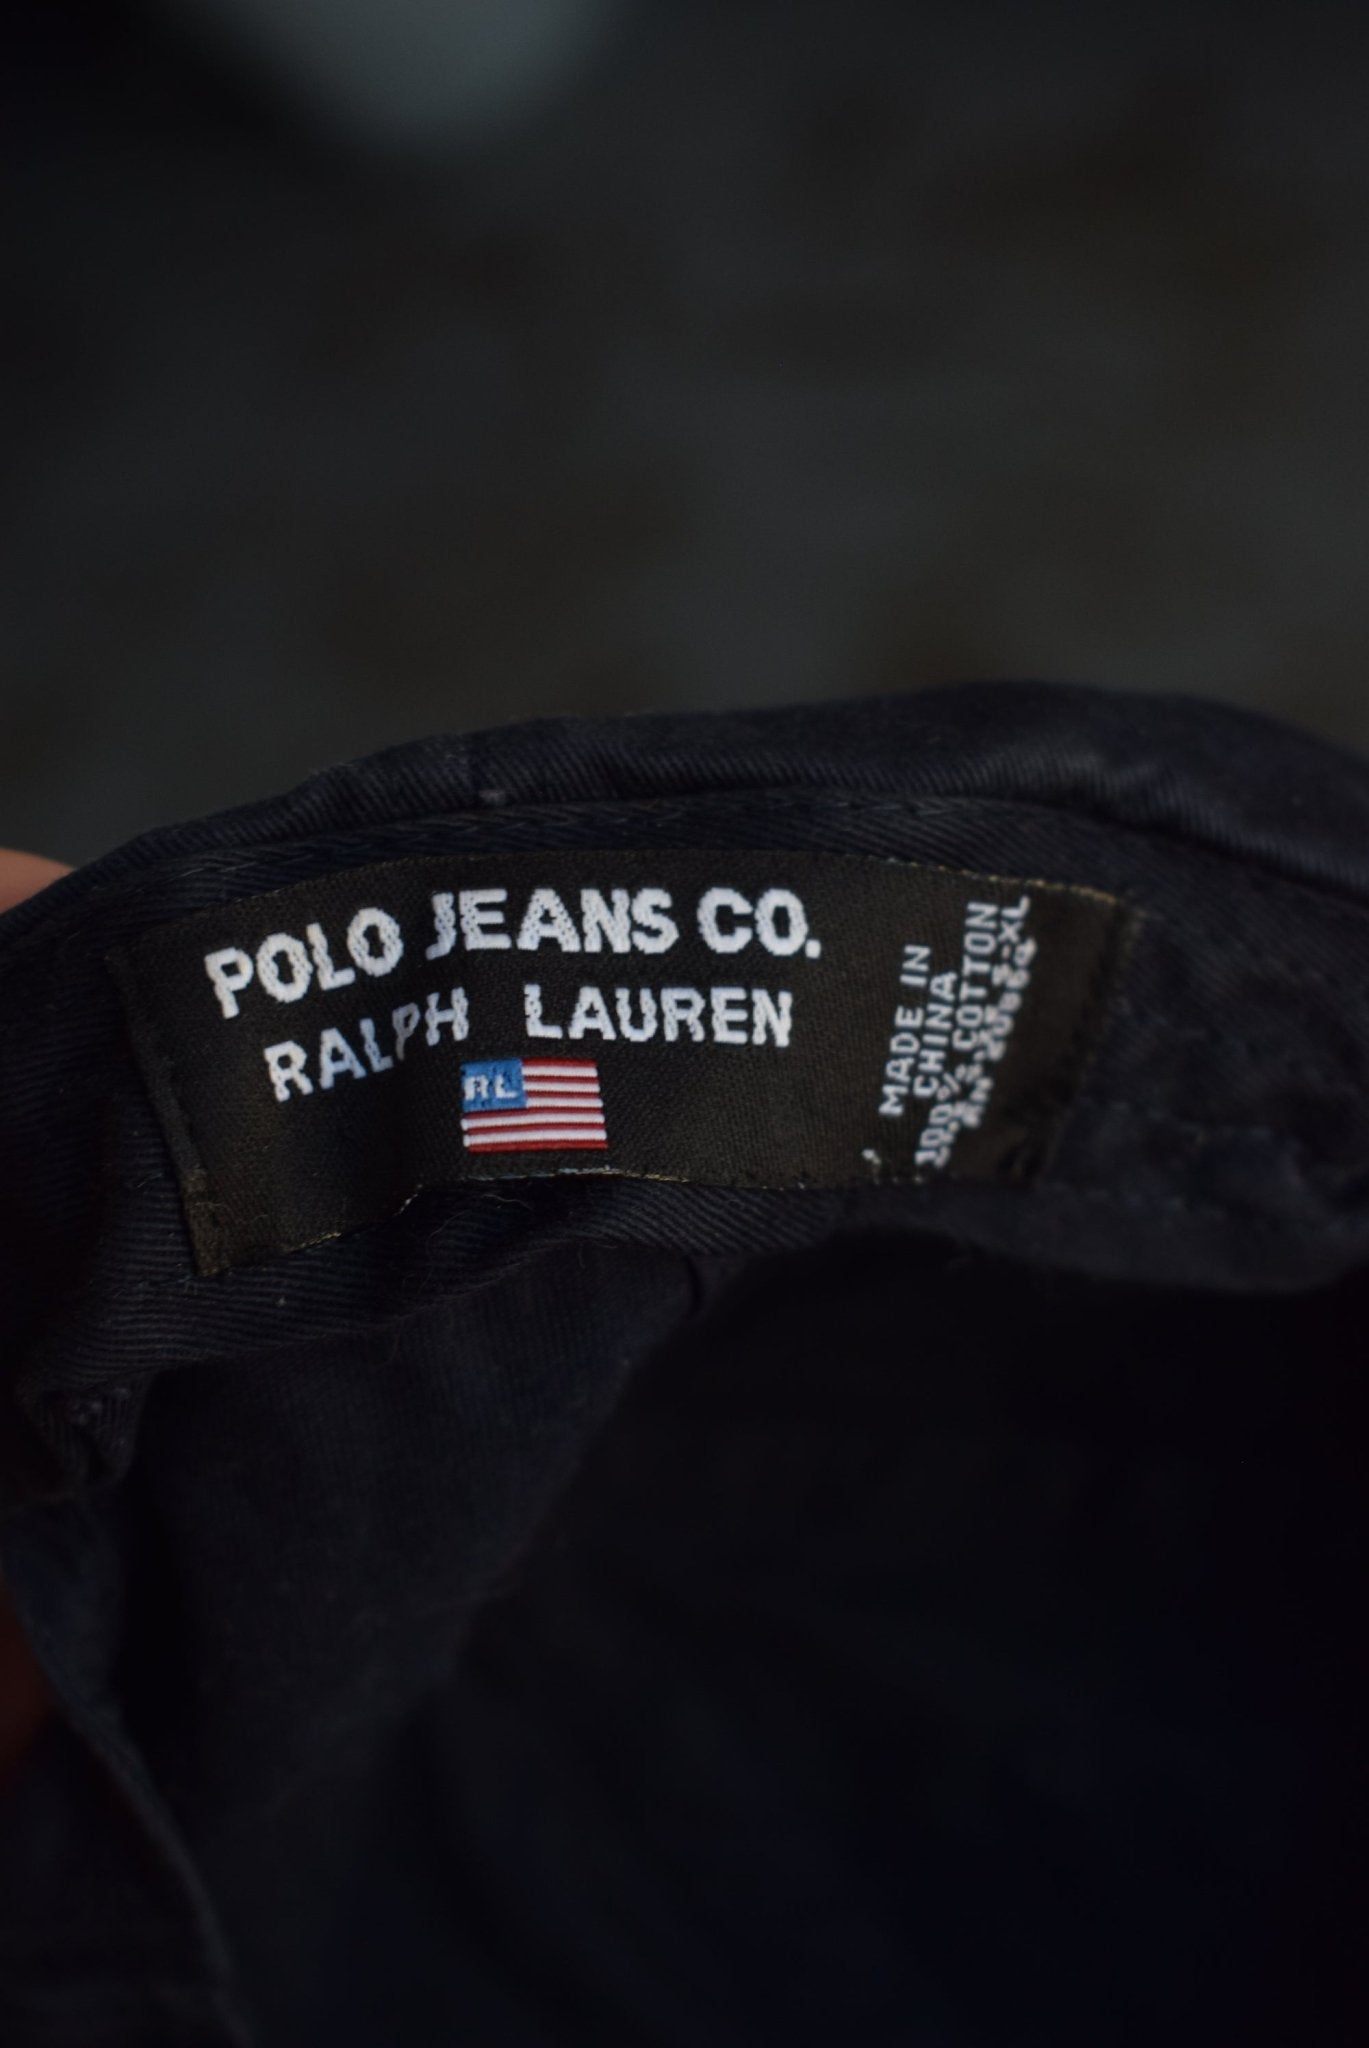 POLO JEANS CO.
RALPH LAUREN
RL
MADE IN
CHINA
100% COTTON